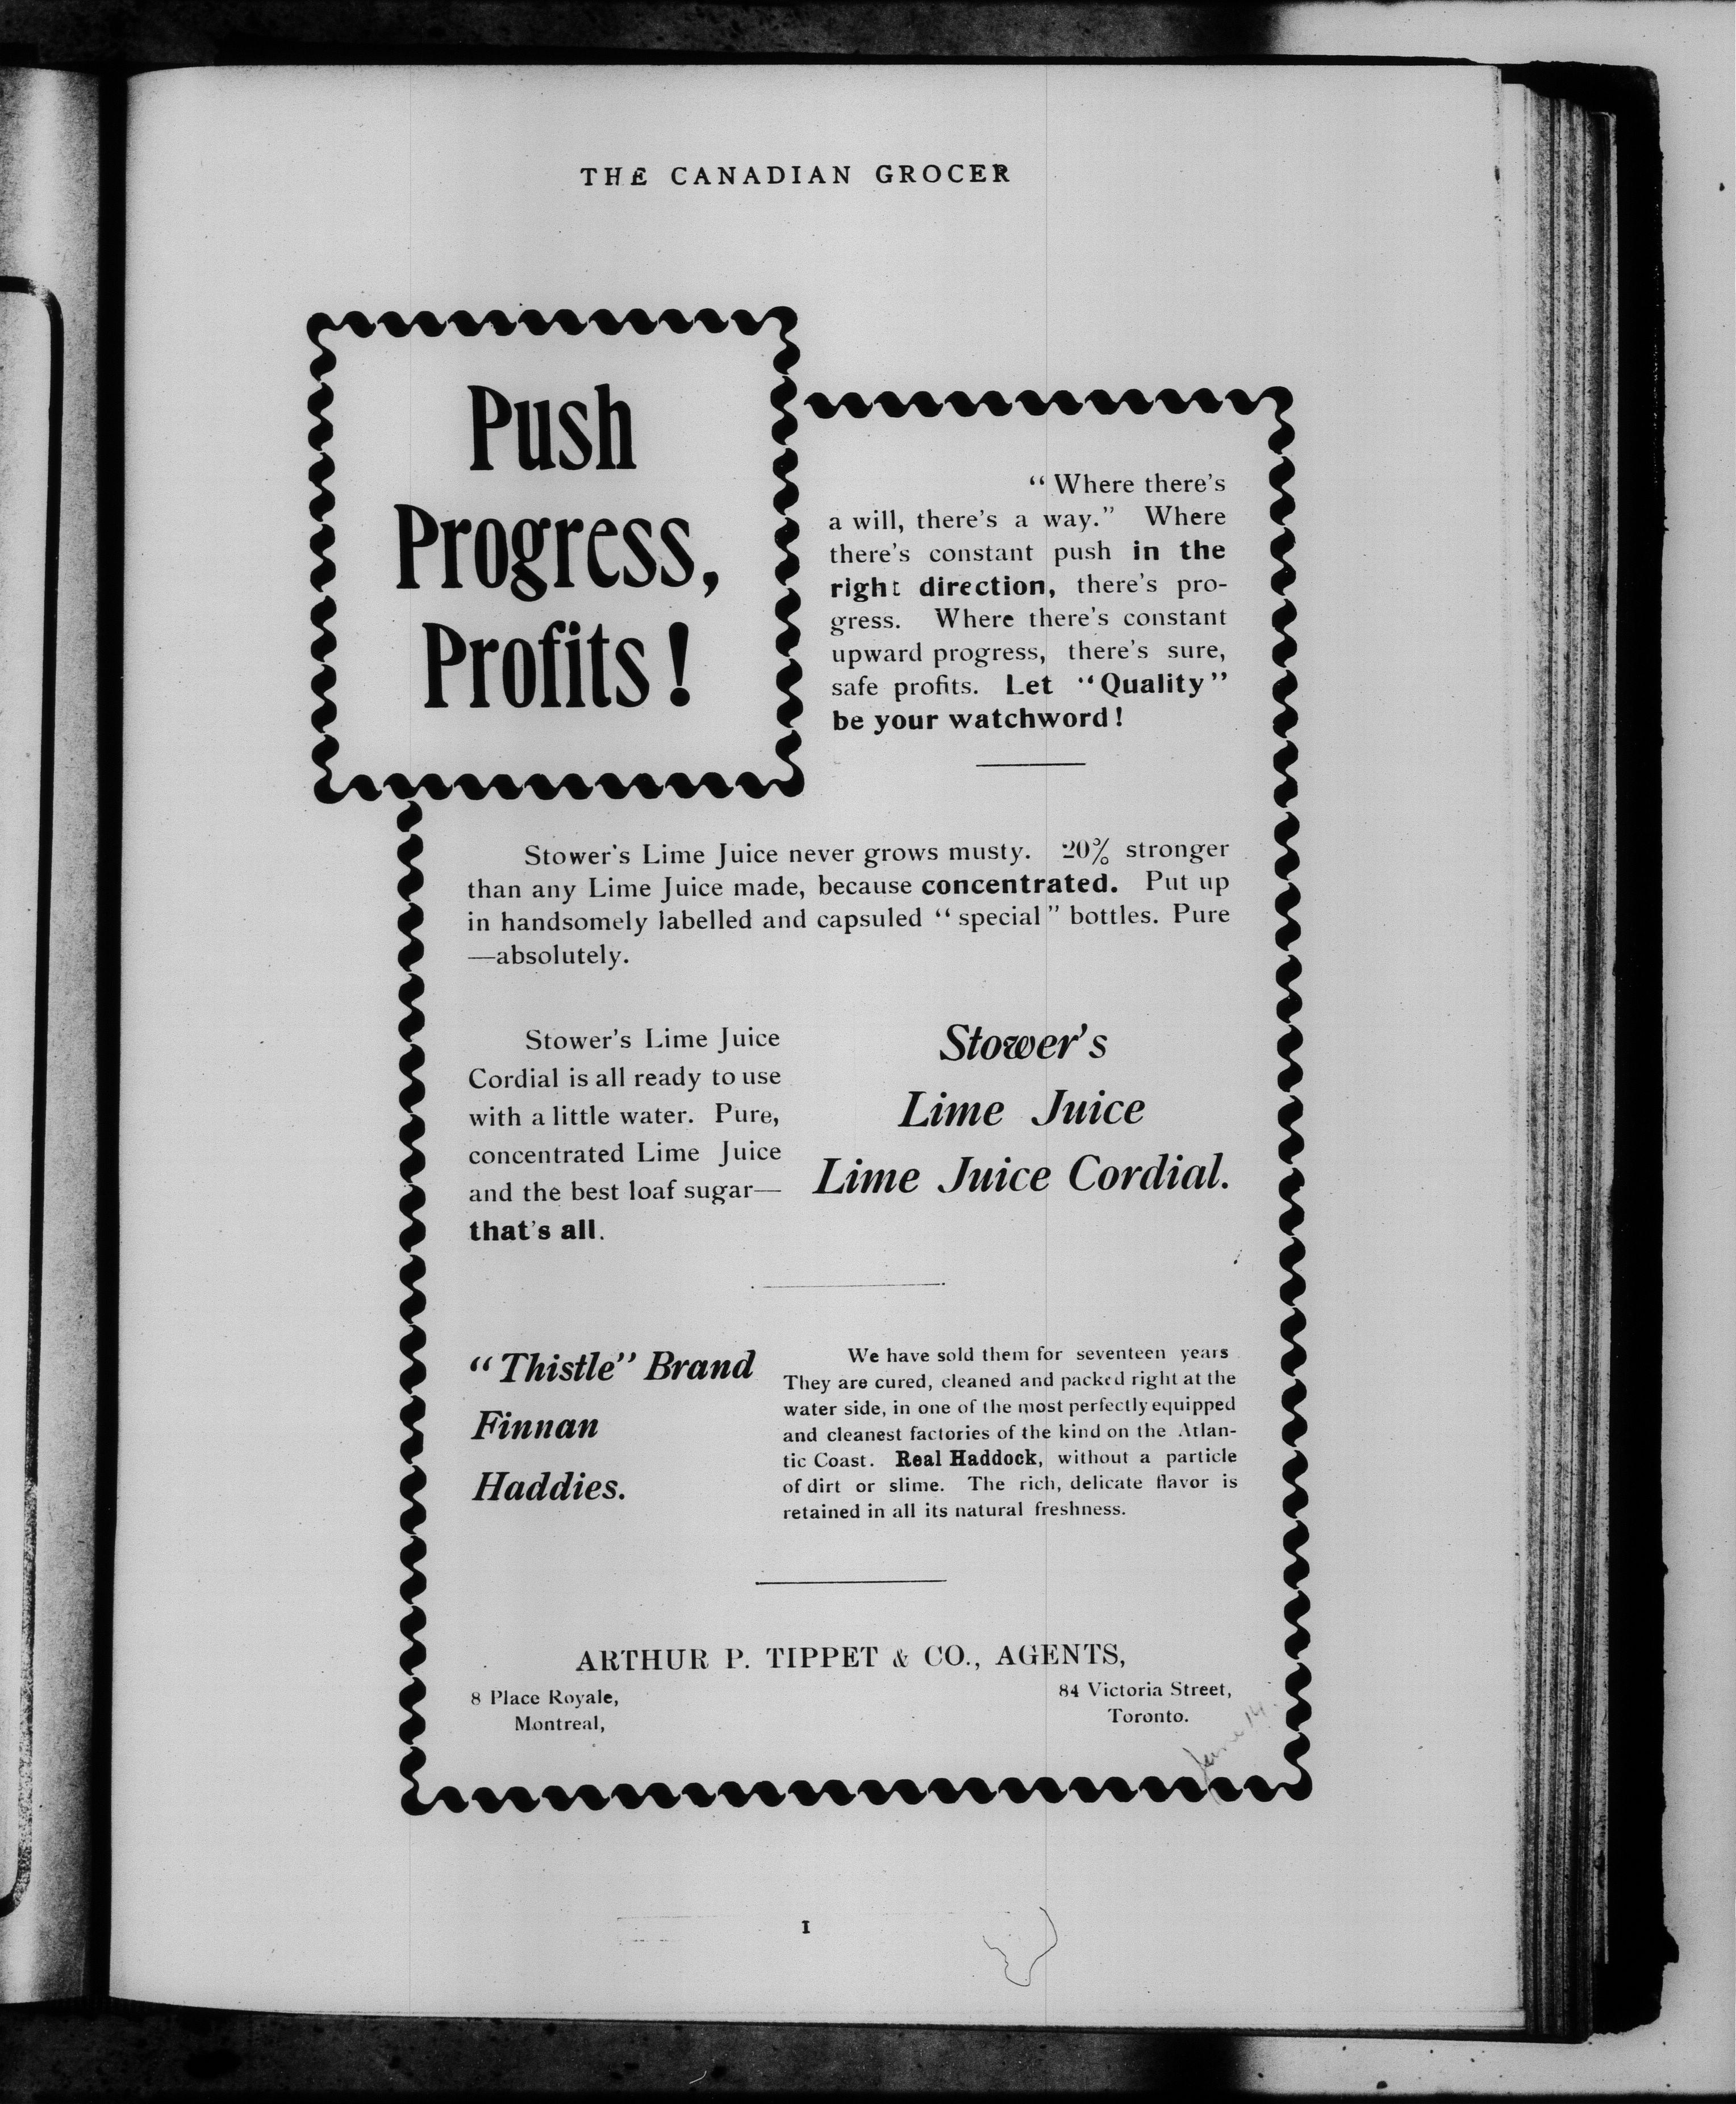 THE CANADIAN GROCER
Push
Progress,
Profits!
“Where there's
a will, there's a way.” Where
there's constant push in the
right direction, there's pro-
gress. Where there's constant
upward progress, there's sure,
safe profits. Let “Quality”
be your watchword!
Stower's Lime Juice never grows musty. 20% stronger
than any Lime Juice made, because concentrated. Put up
in handsomely labelled and capsuled “special” bottles. Pure
—absolutely.
Stower's Lime Juice
Cordial is all ready to use
with a little water. Pure,
concentrated Lime Juice
and the best loaf sugar—
that's all.
Stower's
Lime Juice
Lime Juice Cordial.
“Thistle” Brand
Finnan
Haddies.
We have sold them for seventeen years
They are cured, cleaned and packed right at the
water side, in one of the most perfectly equipped
and cleanest factories of the kind on the Atlan-
tic Coast. Real Haddock, without a particle
of dirt or slime. The rich, delicate flavor is
retained in all its natural freshness.
ARTHUR P. TIPPET & CO., AGENTS,
8 Place Royale,
Montreal,
84 Victoria Street,
Toronto.
June 14.
1